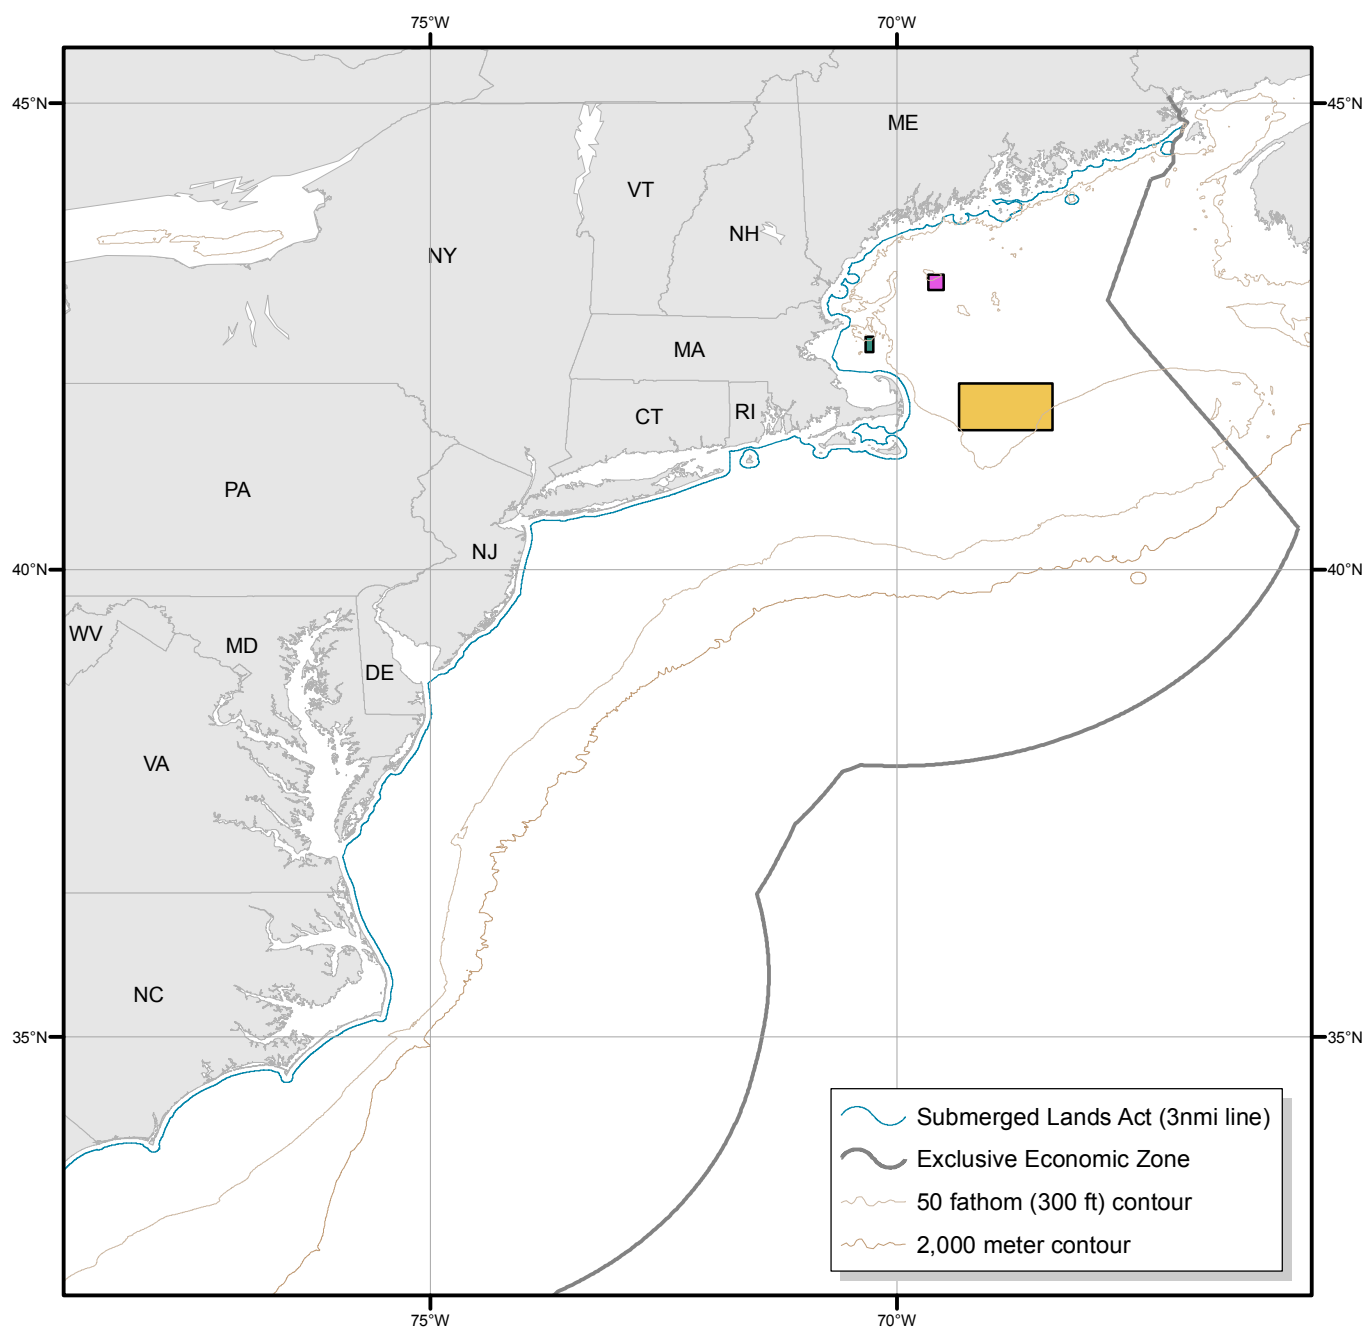 75°W
70°W
45°N
45°N
ME
VT
NH
NY
MA
CT
RI
PA
NJ
40°N
40°N
WV
MD
DE
VA
NC
35°N
35°N
Submerged Lands Act (3nmi line)
Exclusive Economic Zone
50 fathom (300 ft) contour
2,000 meter contour
75°W
70°W